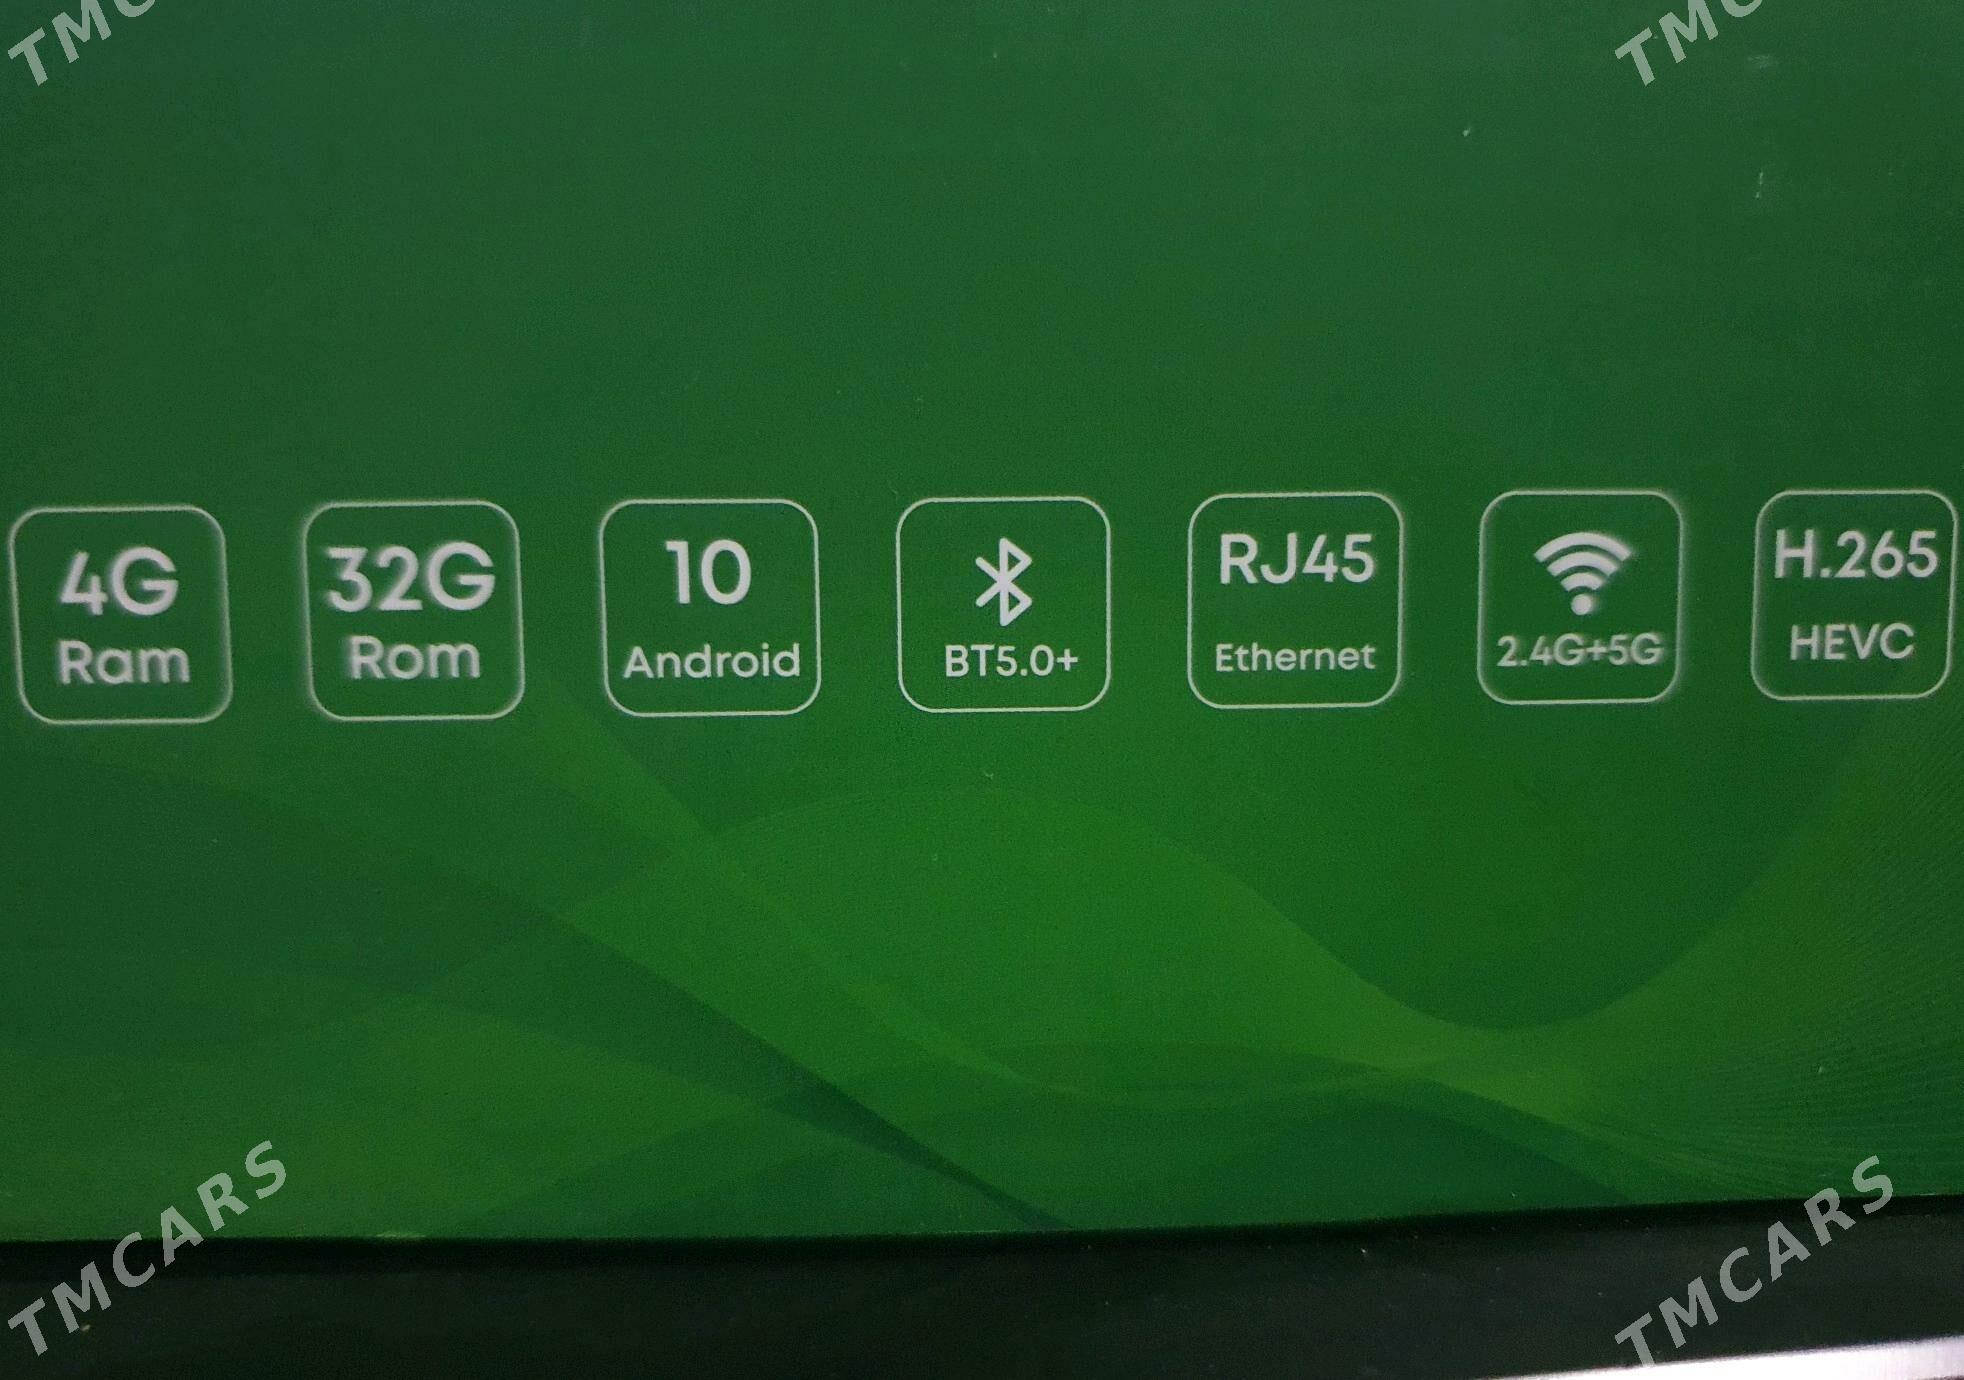 TMC
TMC
4G
Ram
32G
Rom
10
Android
BT5.0+
RJ45
Ethernet
2.4G+5G
H.265
HEVC
TMCARS
TMCARS